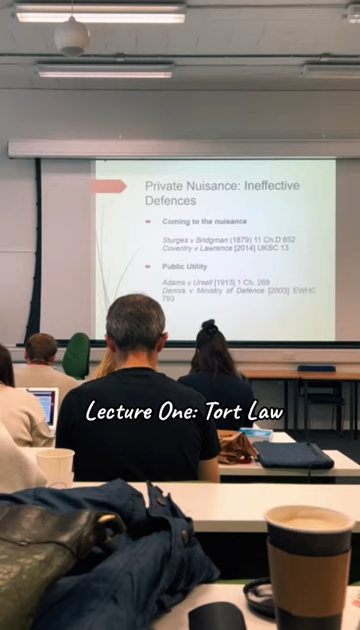 Private Nuisance: Ineffective
Defences
Coming to the nuisance
Sturges v Bridgman (1879) 11 Ch.D 852
Coventry v Lawrence [2014] UKSC 13
Public Utility
Adams v Ursell [1913] 1 Ch. 269
Dennis v Ministry of Defence [2003] EWHC
793
Lecture One: Tort Law